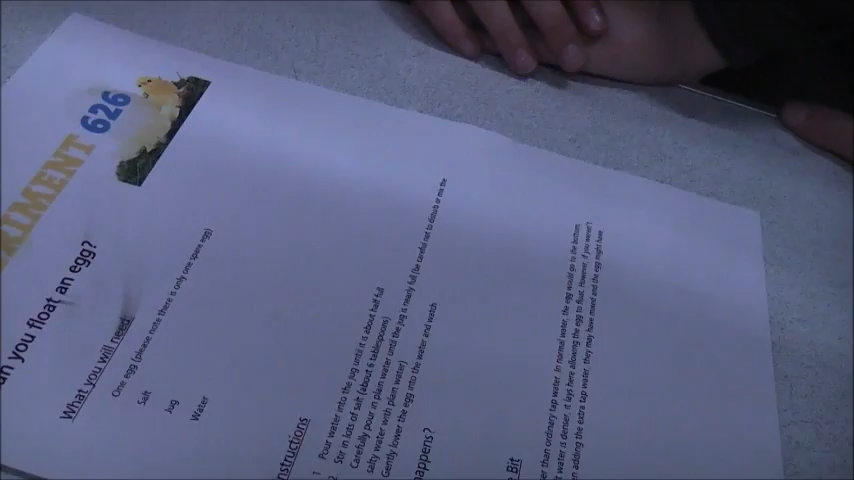 RIMENT 626
an you float an egg?
What you will need
One egg (please note there is only one spare egg)
Salt
Jug
Water
nstructions
1 Pour water into the jug until it is about half full
2 Stir in lots of salt (about 6 tablespoons)
Carefully pour in plain water until the jug is nearly full (be careful not to disturb or mix the
salty water with plain water)
Gently lower the egg into the water and watch
appens?
e Bit
er than ordinary tap water. In normal water, the egg would go to the bottom,
t water is denser, it lays here allowing the egg to float. However, if you weren't
n adding the extra tap water, they may have mixed and the egg might have